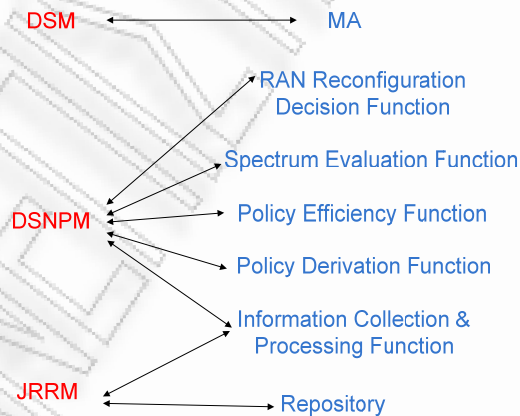 DSM MA
RAN Reconfiguration
Decision Function
Spectrum Evaluation Function
DSNPM Policy Efficiency Function
Policy Derivation Function
Information Collection &
Processing Function
JRRM
Repository